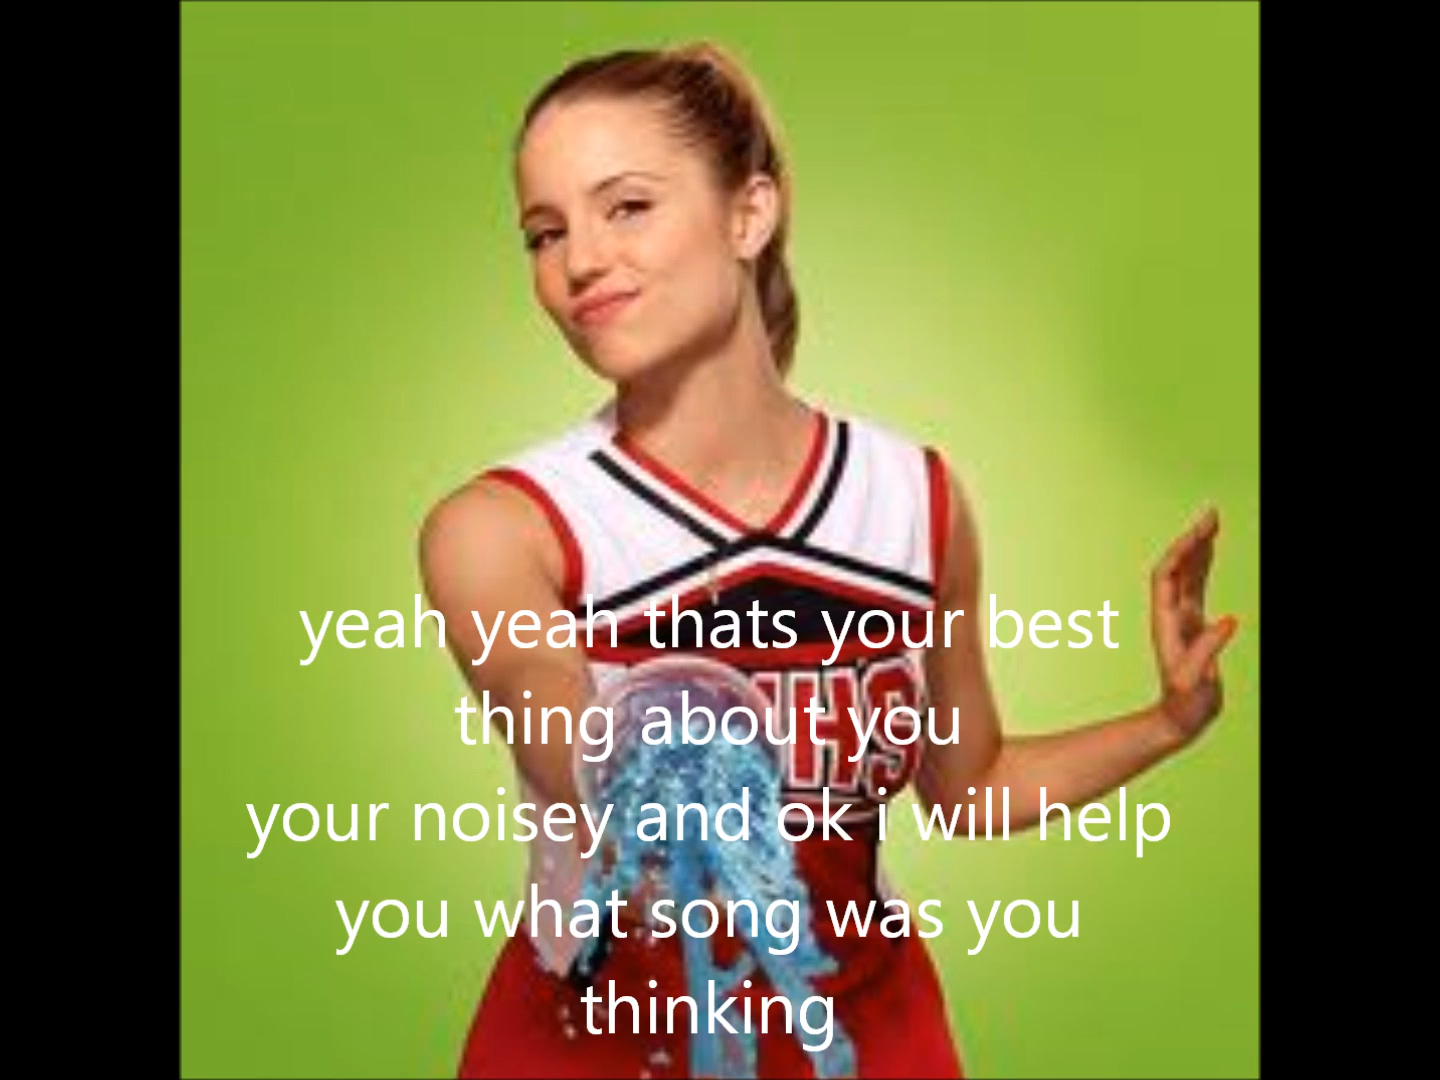 yeah yeah thats your best
thing about you
your noisey and ok i will help
you what song was you
thinking
HS